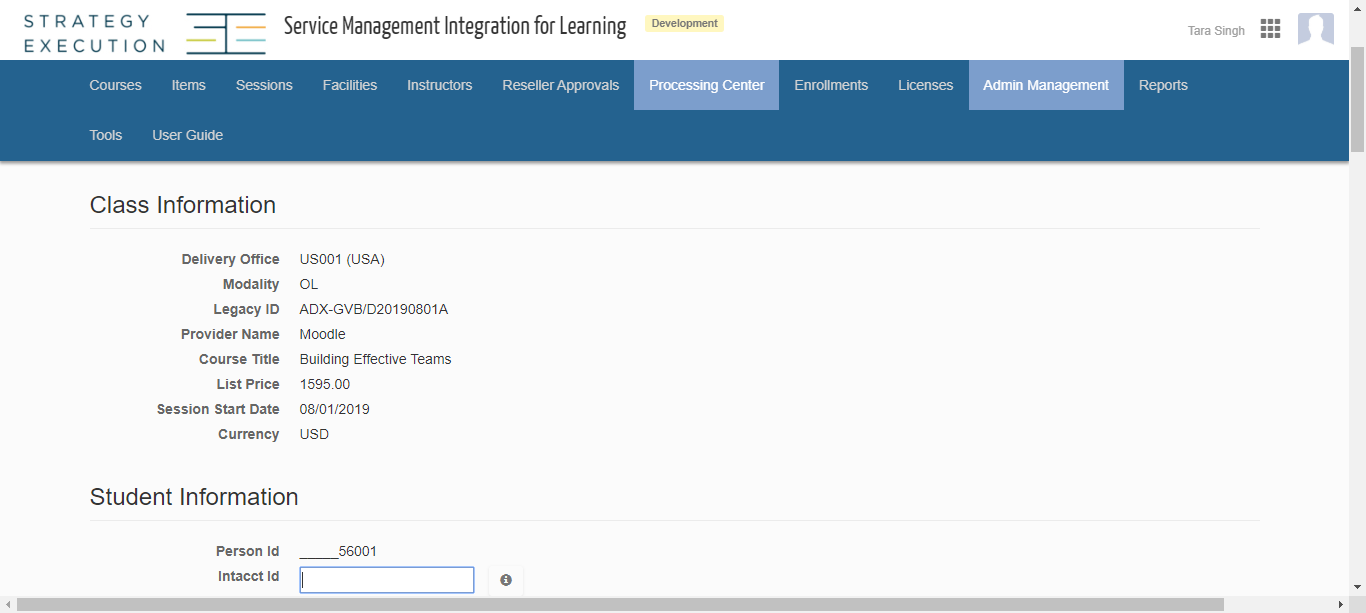 STRATEGY
EXECUTION
Service Management Integration for Learning
Development
Tara Singh
Courses Items Sessions Facilities Instructors Reseller Approvals Processing Center Enrollments Licenses Admin Management Reports
Tools User Guide
Class Information
Delivery Office US001 (USA)
Modality OL
Legacy ID ADX-GVB/D20190801A
Provider Name Moodle
Course Title Building Effective Teams
List Price 1595.00
Session Start Date 08/01/2019
Currency USD
Student Information
Person Id _____56001
Intacct Id